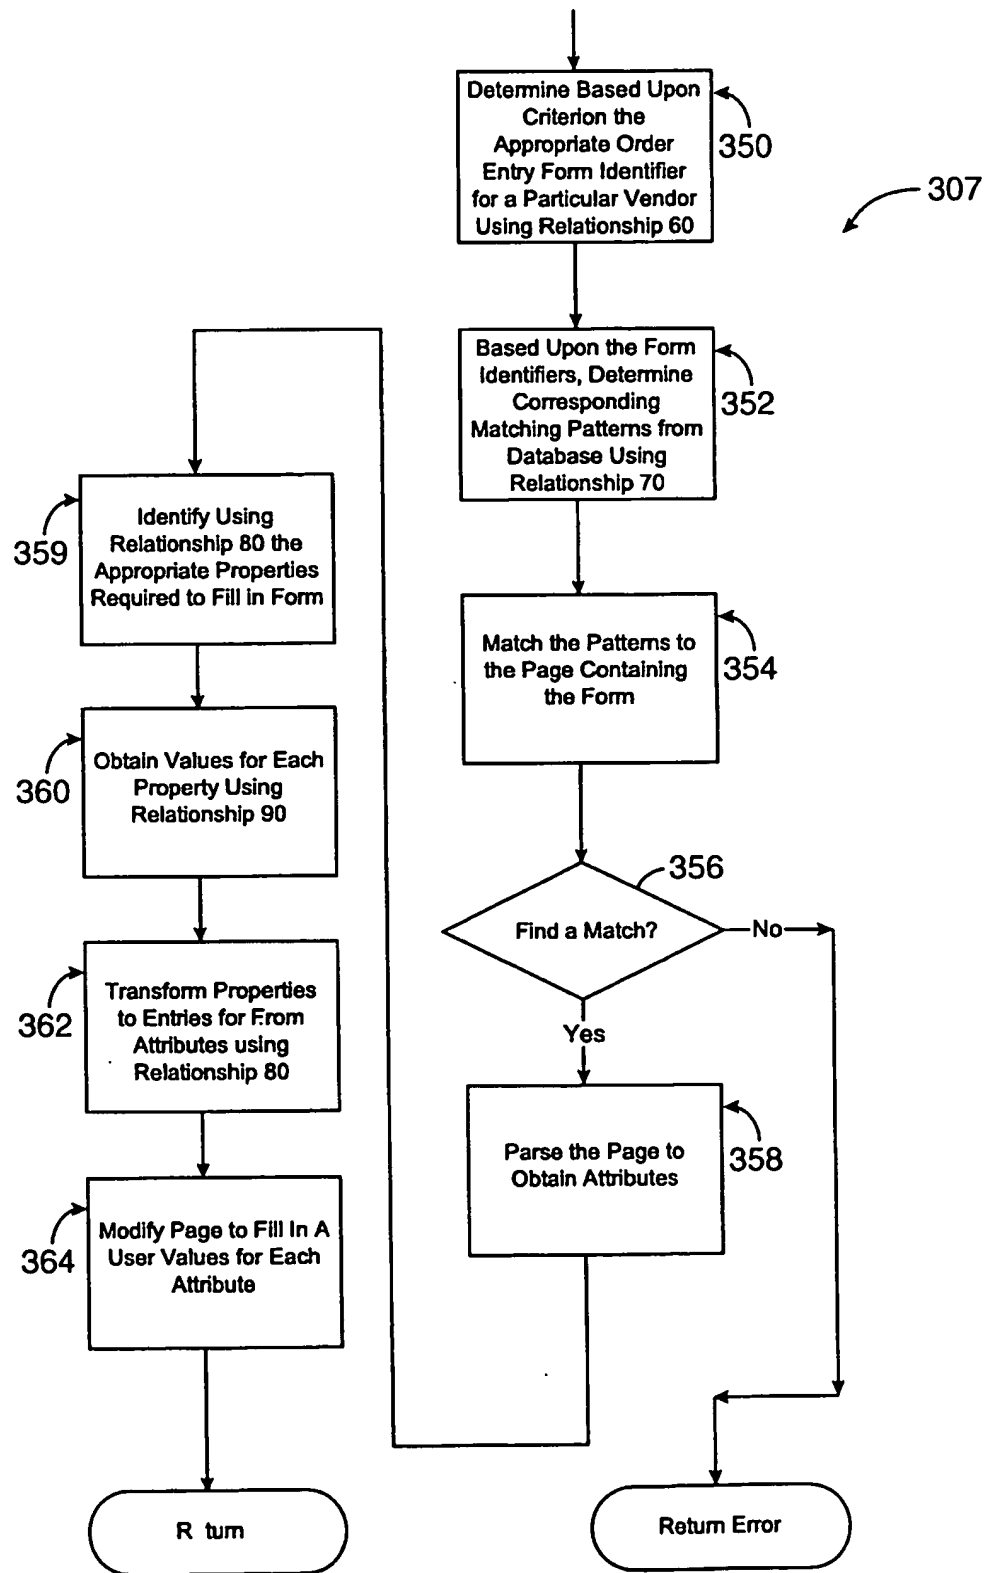 Determine Based Upon
Criterion the
Appropriate Order
Entry Form Identifier
for a Particular Vendor
Using Relationship 60
350
307
Based Upon the Form
Identifiers, Determine
Corresponding
Matching Patterns from
Database Using
Relationship 70
352
Match the Patterns to
the Page Containing
the Form
354
Find a Match?
356
No
Yes
Parse the Page to
Obtain Attributes
358
Identify Using
Relationship 80 the
Appropriate Properties
Required to Fill in Form
359
Obtain Values for Each
Property Using
Relationship 90
360
Transform Properties
to Entries for From
Attributes using
Relationship 80
362
Modify Page to Fill In A
User Values for Each
Attribute
364
R turn
Return Error